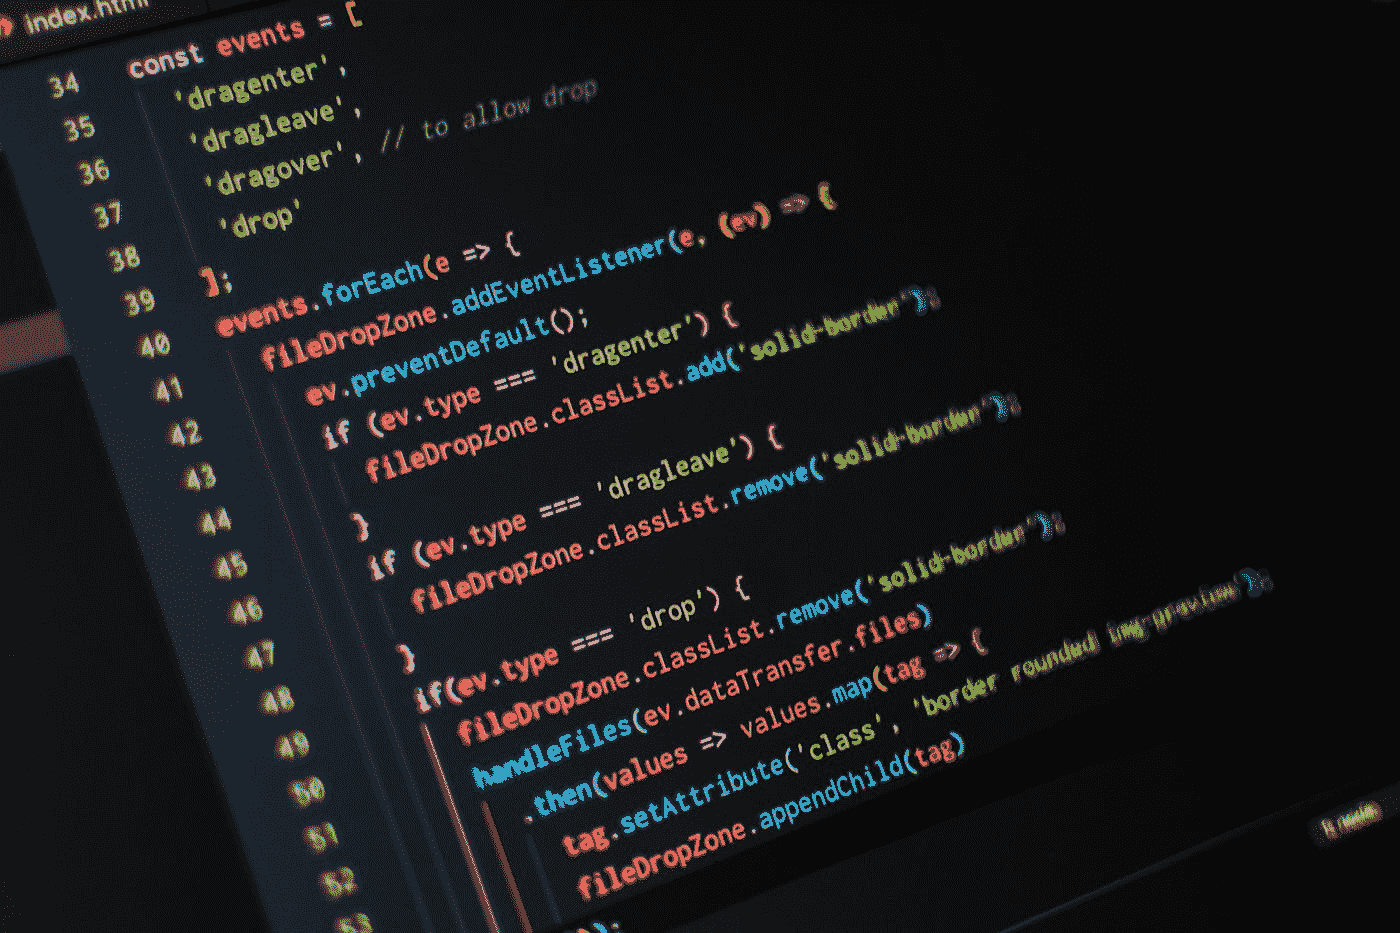 index.html
34 const events = [
35 'dragenter',
36 'dragleave',
37 'dragover', // to allow drop
38 'drop'
39 ];
40 events.forEach(e => {
41 fileDropZone.addEventListener(e, (ev) => {
42 ev.preventDefault();
43 if (ev.type === 'dragenter') {
44 fileDropZone.classList.add('solid-border');
45 }
46 if (ev.type === 'dragleave') {
47 fileDropZone.classList.remove('solid-border');
48 }
49 if(ev.type === 'drop') {
50 fileDropZone.classList.remove('solid-border');
51 handleFiles(ev.dataTransfer.files)
52 .then(values => values.map(tag => {
53 tag.setAttribute('class', 'border rounded img-preview');
fileDropZone.appendChild(tag)